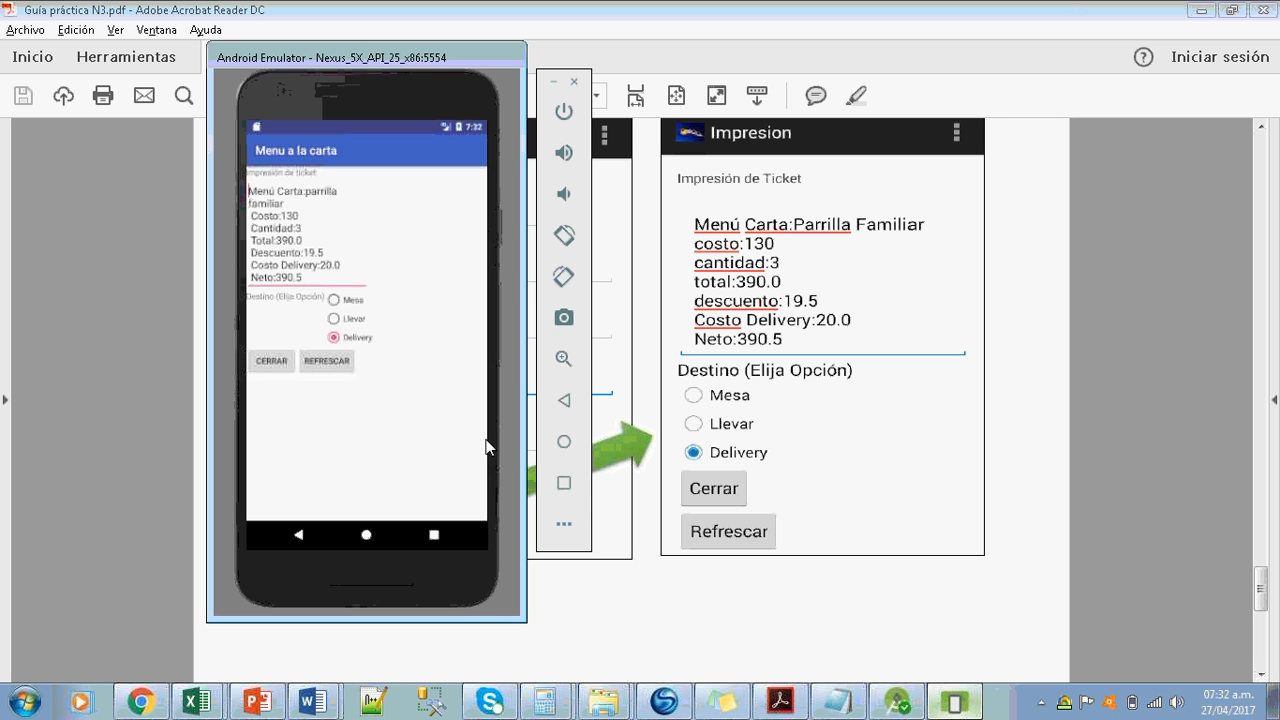 Guía práctica N3.pdf - Adobe Acrobat Reader DC
Archivo Edición Ver Ventana Ayuda
Inicio Herramientas
Iniciar sesión
Android Emulator - Nexus_5X_API_25_x86:5554
7:32
Menu a la carta
Impresión de ticket
Menú Carta:parrilla
familiar
Costo:130
Cantidad:3
Total:390.0
Descuento:19.5
Costo Delivery:20.0
Neto:390.5
Destino (Elija Opción)
Mesa
Llevar
Delivery
CERRAR REFRESCAR
Impresion
Impresión de Ticket
Menú Carta:Parrilla Familiar
costo:130
cantidad:3
total:390.0
descuento:19.5
Costo Delivery:20.0
Neto:390.5
Destino (Elija Opción)
Mesa
Llevar
Delivery
Cerrar
Refrescar
07:32 a.m.
27/04/2017